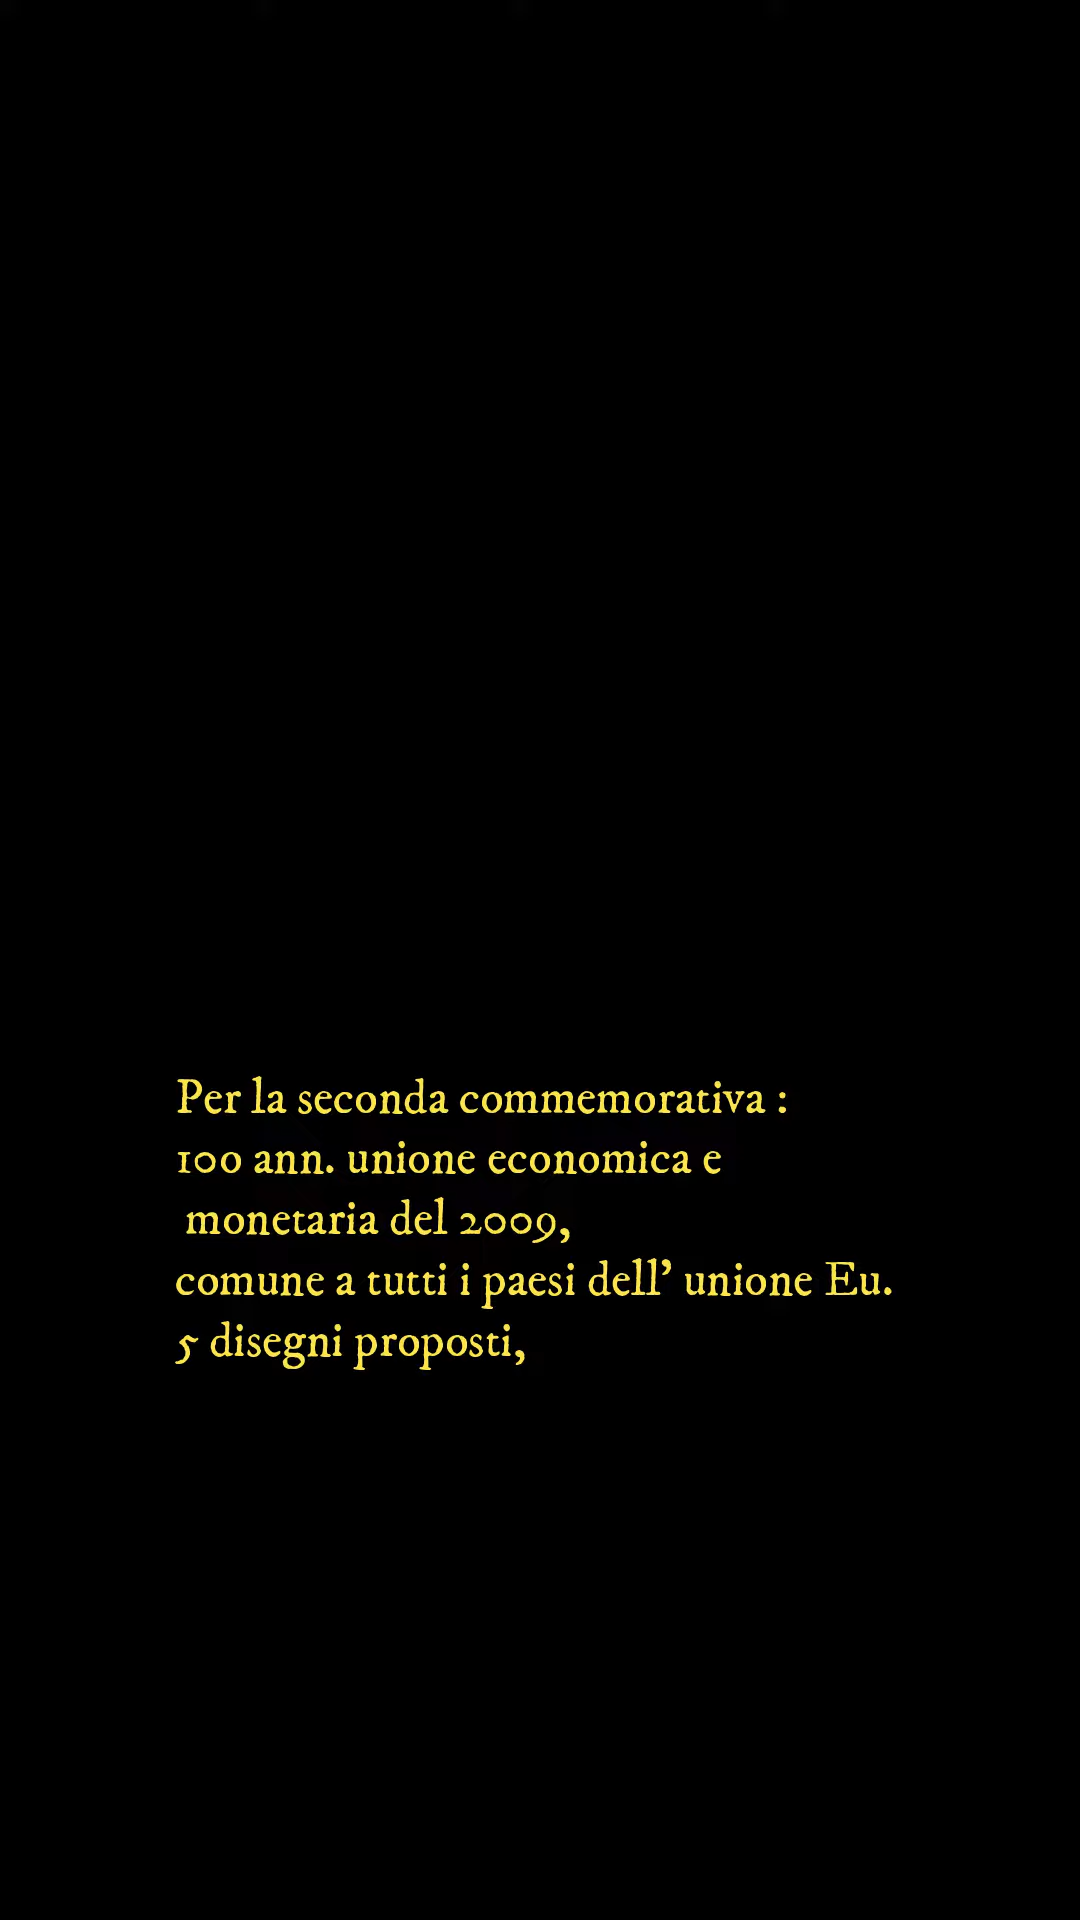 Per la seconda commemorativa :
100 ann. unione economica e
monetaria del 2009,
comune a tutti i paesi dell' unione Eu.
5 disegni proposti,